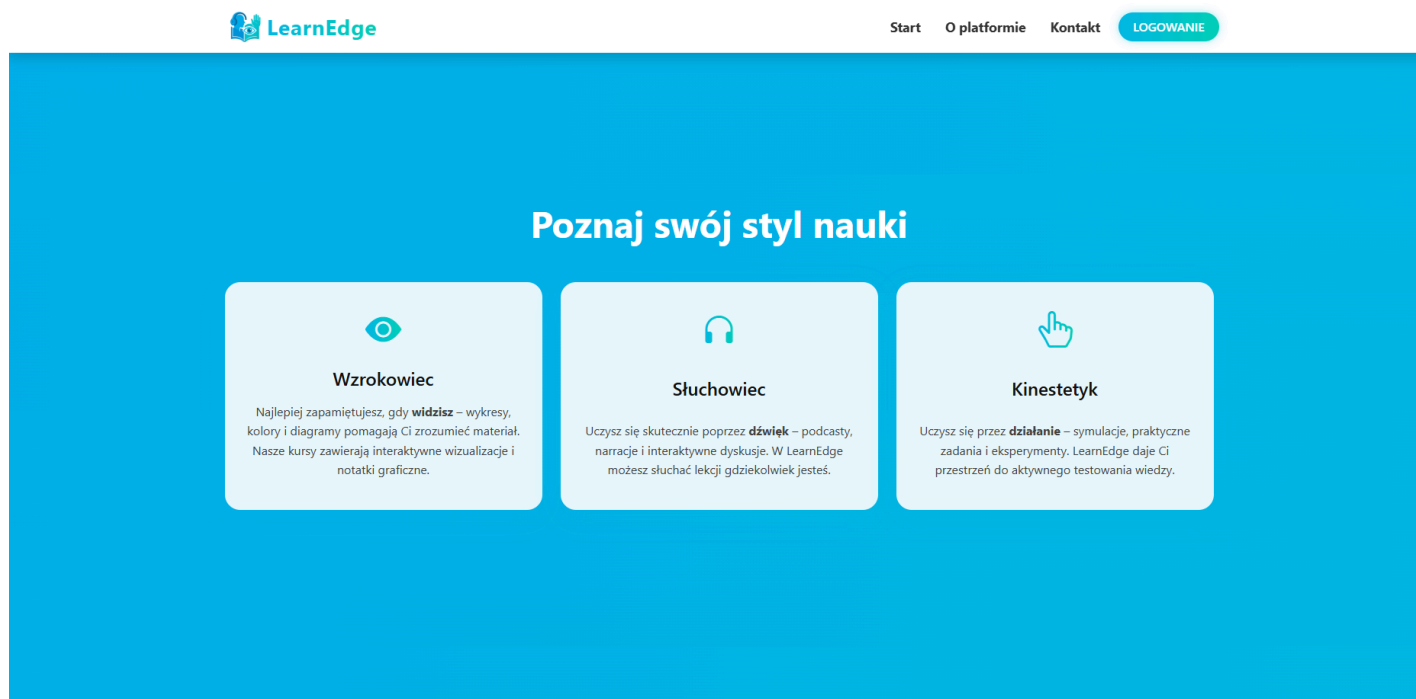 LearnEdge
Start
O platformie
Kontakt
LOGOWANIE
Poznaj swój styl nauki
Wzrokowiec
Najlepiej zapamiętujesz, gdy widzisz – wykresy,
kolory i diagramy pomagają Ci zrozumieć materiał.
Nasze kursy zawierają interaktywne wizualizacje i
notatki graficzne.
Słuchowiec
Uczysz się skutecznie poprzez dźwięk – podcasty,
narracje i interaktywne dyskusje. W LearnEdge
możesz słuchać lekcji gdziekolwiek jesteś.
Kinestetyk
Uczysz się przez działanie – symulacje, praktyczne
zadania i eksperymenty. LearnEdge daje Ci
przestrzeń do aktywnego testowania wiedzy.